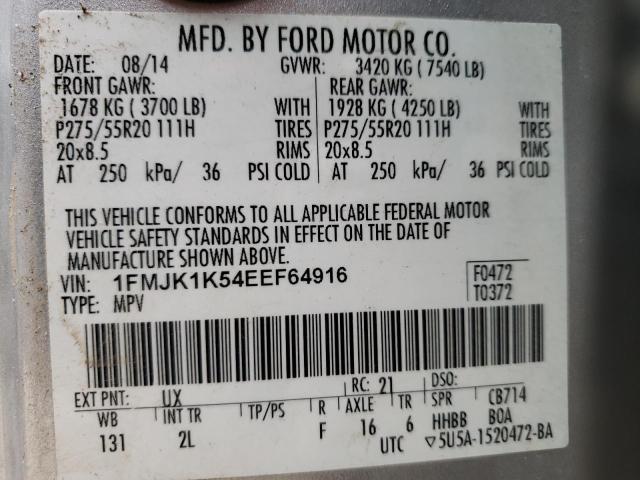 MFD. BY FORD MOTOR CO.
DATE: 08/14 GVWR: 3420 KG ( 7540 LB)
FRONT GAWR: REAR GAWR:
1678 KG ( 3700 LB) WITH 1928 KG ( 4250 LB) WITH
P275/55R20 111H TIRES P275/55R20 111H TIRES
20x8.5 RIMS 20x8.5 RIMS
AT 250 kPa/ 36 PSI COLD AT 250 kPa/ 36 PSI COLD
THIS VEHICLE CONFORMS TO ALL APPLICABLE FEDERAL MOTOR
VEHICLE SAFETY STANDARDS IN EFFECT ON THE DATE OF
MANUFACTURE SHOWN ABOVE.
VIN: 1FMJK1K54EEF64916 F0472
TYPE: MPV T0372
EXT PNT: UX RC: 21 DSO:
WB INT TR TP/PS R AXLE TR SPR CB714
131 2L F 16 6 HHBB BOA
UTC ▽5U5A-1520472-BA